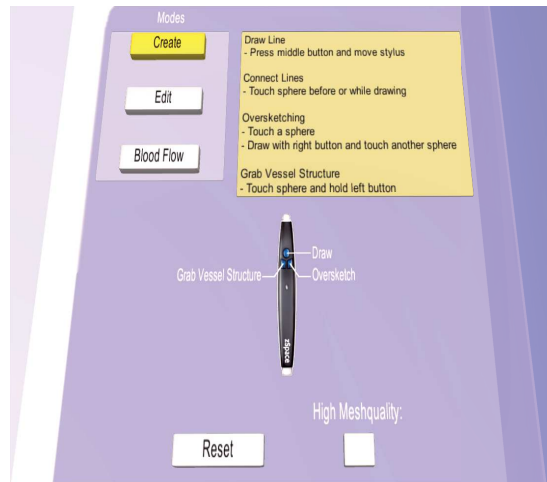 Modes
Create
Edit
Blood Flow
Draw Line
- Press middle button and move stylus
Connect Lines
- Touch sphere before or while drawing
Oversketching
- Touch a sphere
- Draw with right button and touch another sphere
Grab Vessel Structure
- Touch sphere and hold left button
Draw
Grab Vessel Structure
Oversketch
zSpace
High Meshquality:
Reset